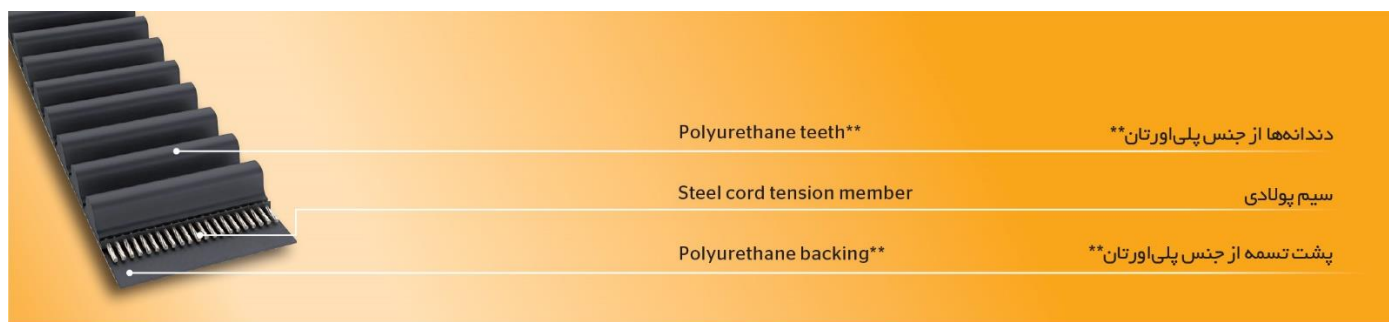 Polyurethane teeth** دندانه‌ها از جنس پلی‌اورتان**
Steel cord tension member سیم پولادی
Polyurethane backing** پشت تسمه از جنس پلی‌اورتان**